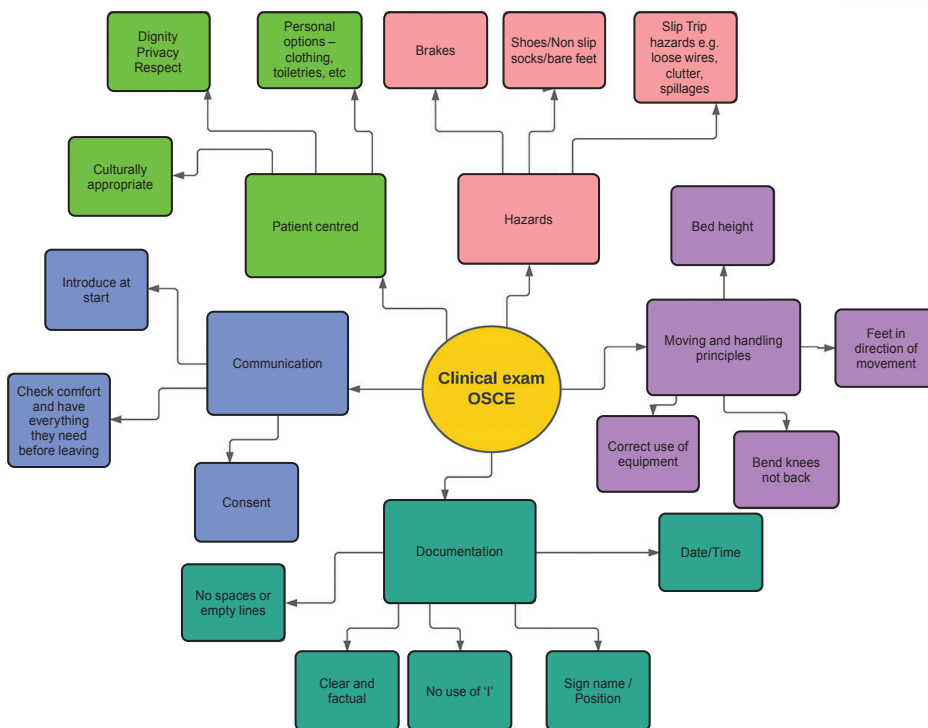 Dignity
Privacy
Respect
Personal
options –
clothing,
toiletries, etc
Brakes
Shoes/Non slip
socks/bare feet
Slip Trip
hazards e.g.
loose wires,
clutter,
spillages
Culturally
appropriate
Patient centred
Hazards
Bed height
Introduce at
start
Communication
Clinical exam
OSCE
Moving and handling
principles
Feet in
direction of
movement
Check comfort
and have
everything
they need
before leaving
Consent
Correct use of
equipment
Bend knees
not back
Documentation
Date/Time
No spaces or
empty lines
Clear and
factual
No use of ‘I’
Sign name /
Position